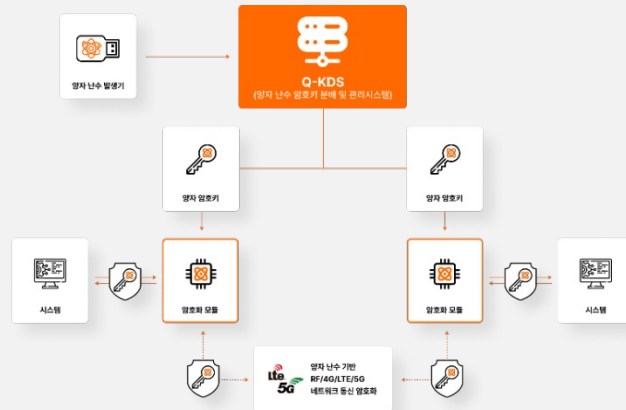 양자 난수 발생기
Q-KDS
(양자 난수 암호키 분배 및 관리시스템)
양자 암호키
양자 암호키
시스템
암호화 모듈
암호화 모듈
시스템
lte
5G
양자 난수 기반
RF/4G/LTE/5G
네트워크 통신 암호화